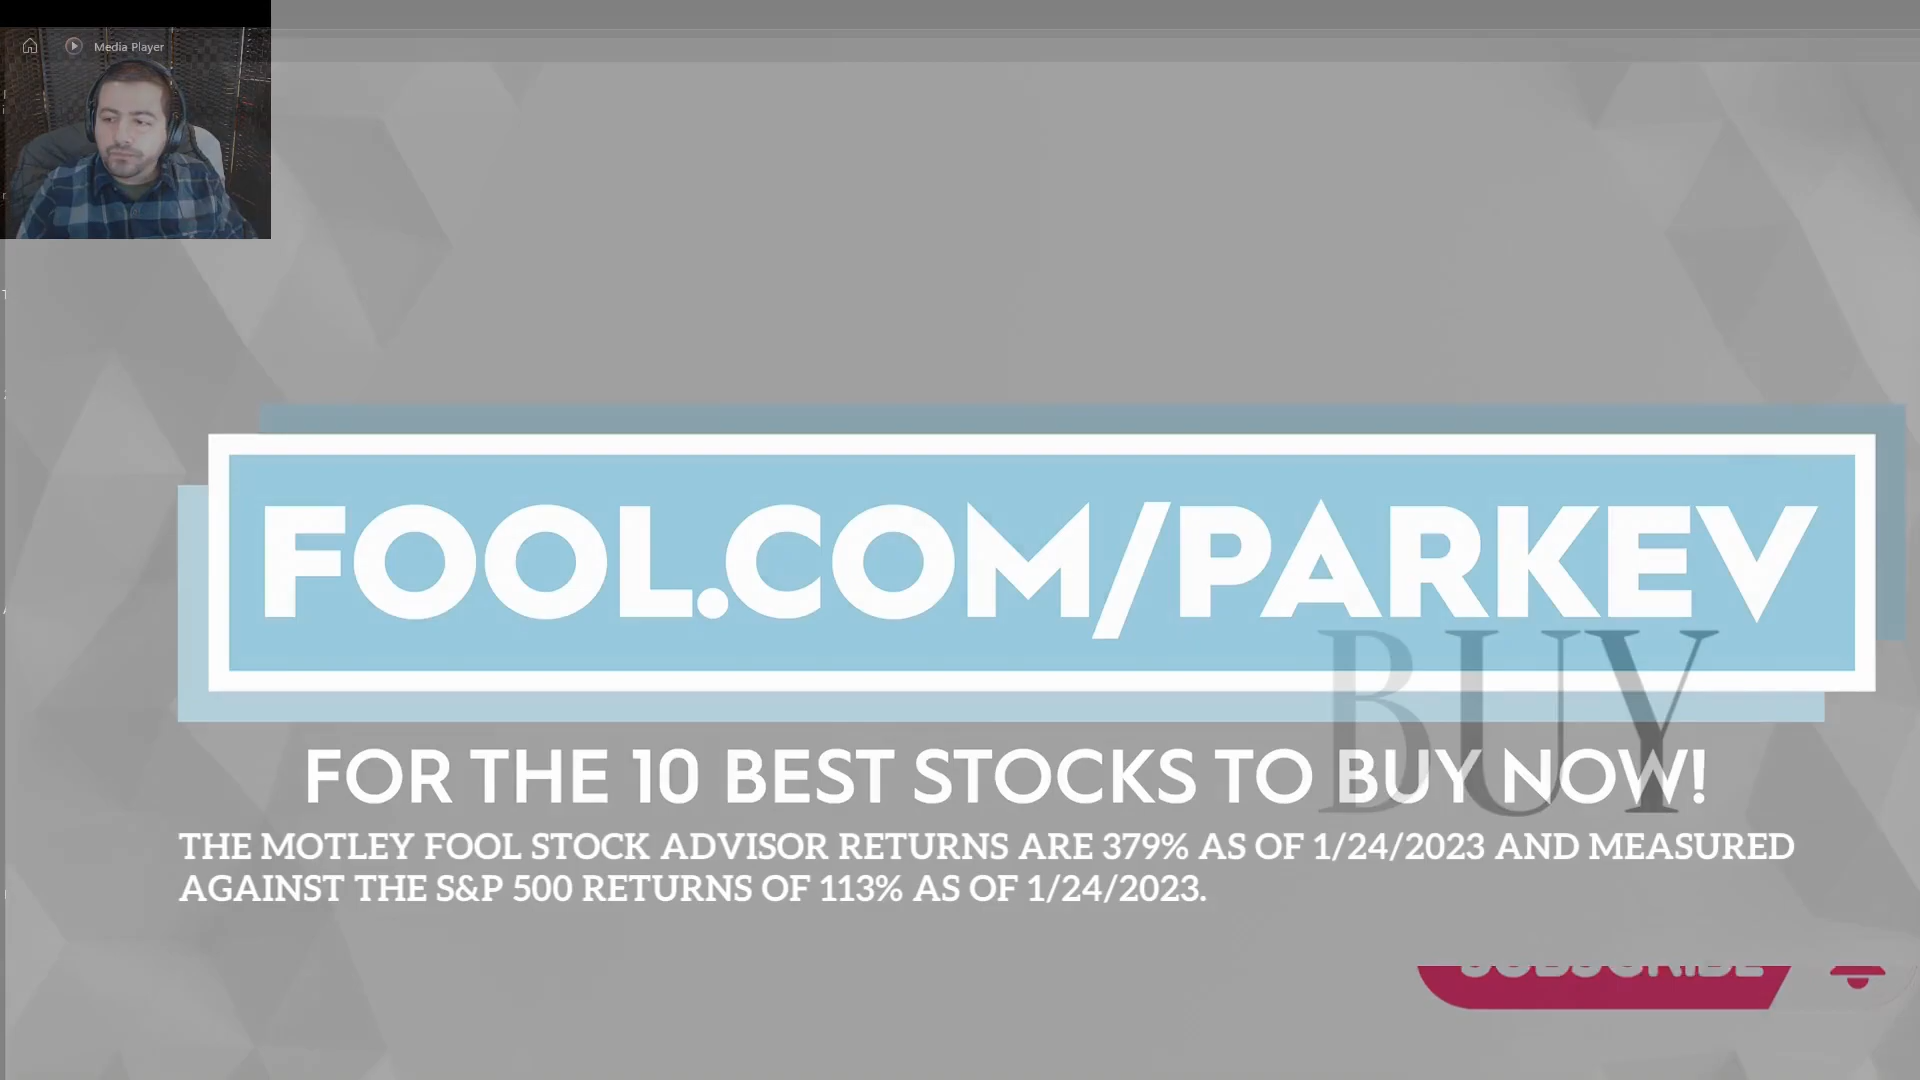 Media Player
FOOL.COM/PARKEV
BUY
FOR THE 10 BEST STOCKS TO BUY NOW!
THE MOTLEY FOOL STOCK ADVISOR RETURNS ARE 379% AS OF 1/24/2023 AND MEASURED
AGAINST THE S&P 500 RETURNS OF 113% AS OF 1/24/2023.
SUBSCRIBE